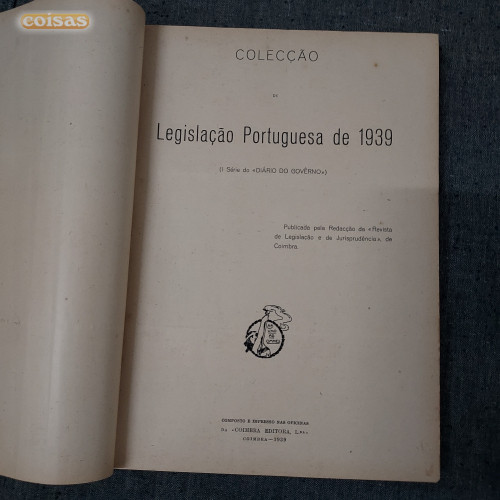 coisas
COLECÇÃO
DE
Legislação Portuguesa de 1939
(I Série do «DIÁRIO DO GOVÊRNO»)
Publicada pela Redacção da «Revista
de Legislação e de Jurisprudência», de
Coimbra.
COMPOSTO E IMPRESSO NAS OFICINAS
DA «COIMBRA EDITORA, L.DA»
COIMBRA—1939